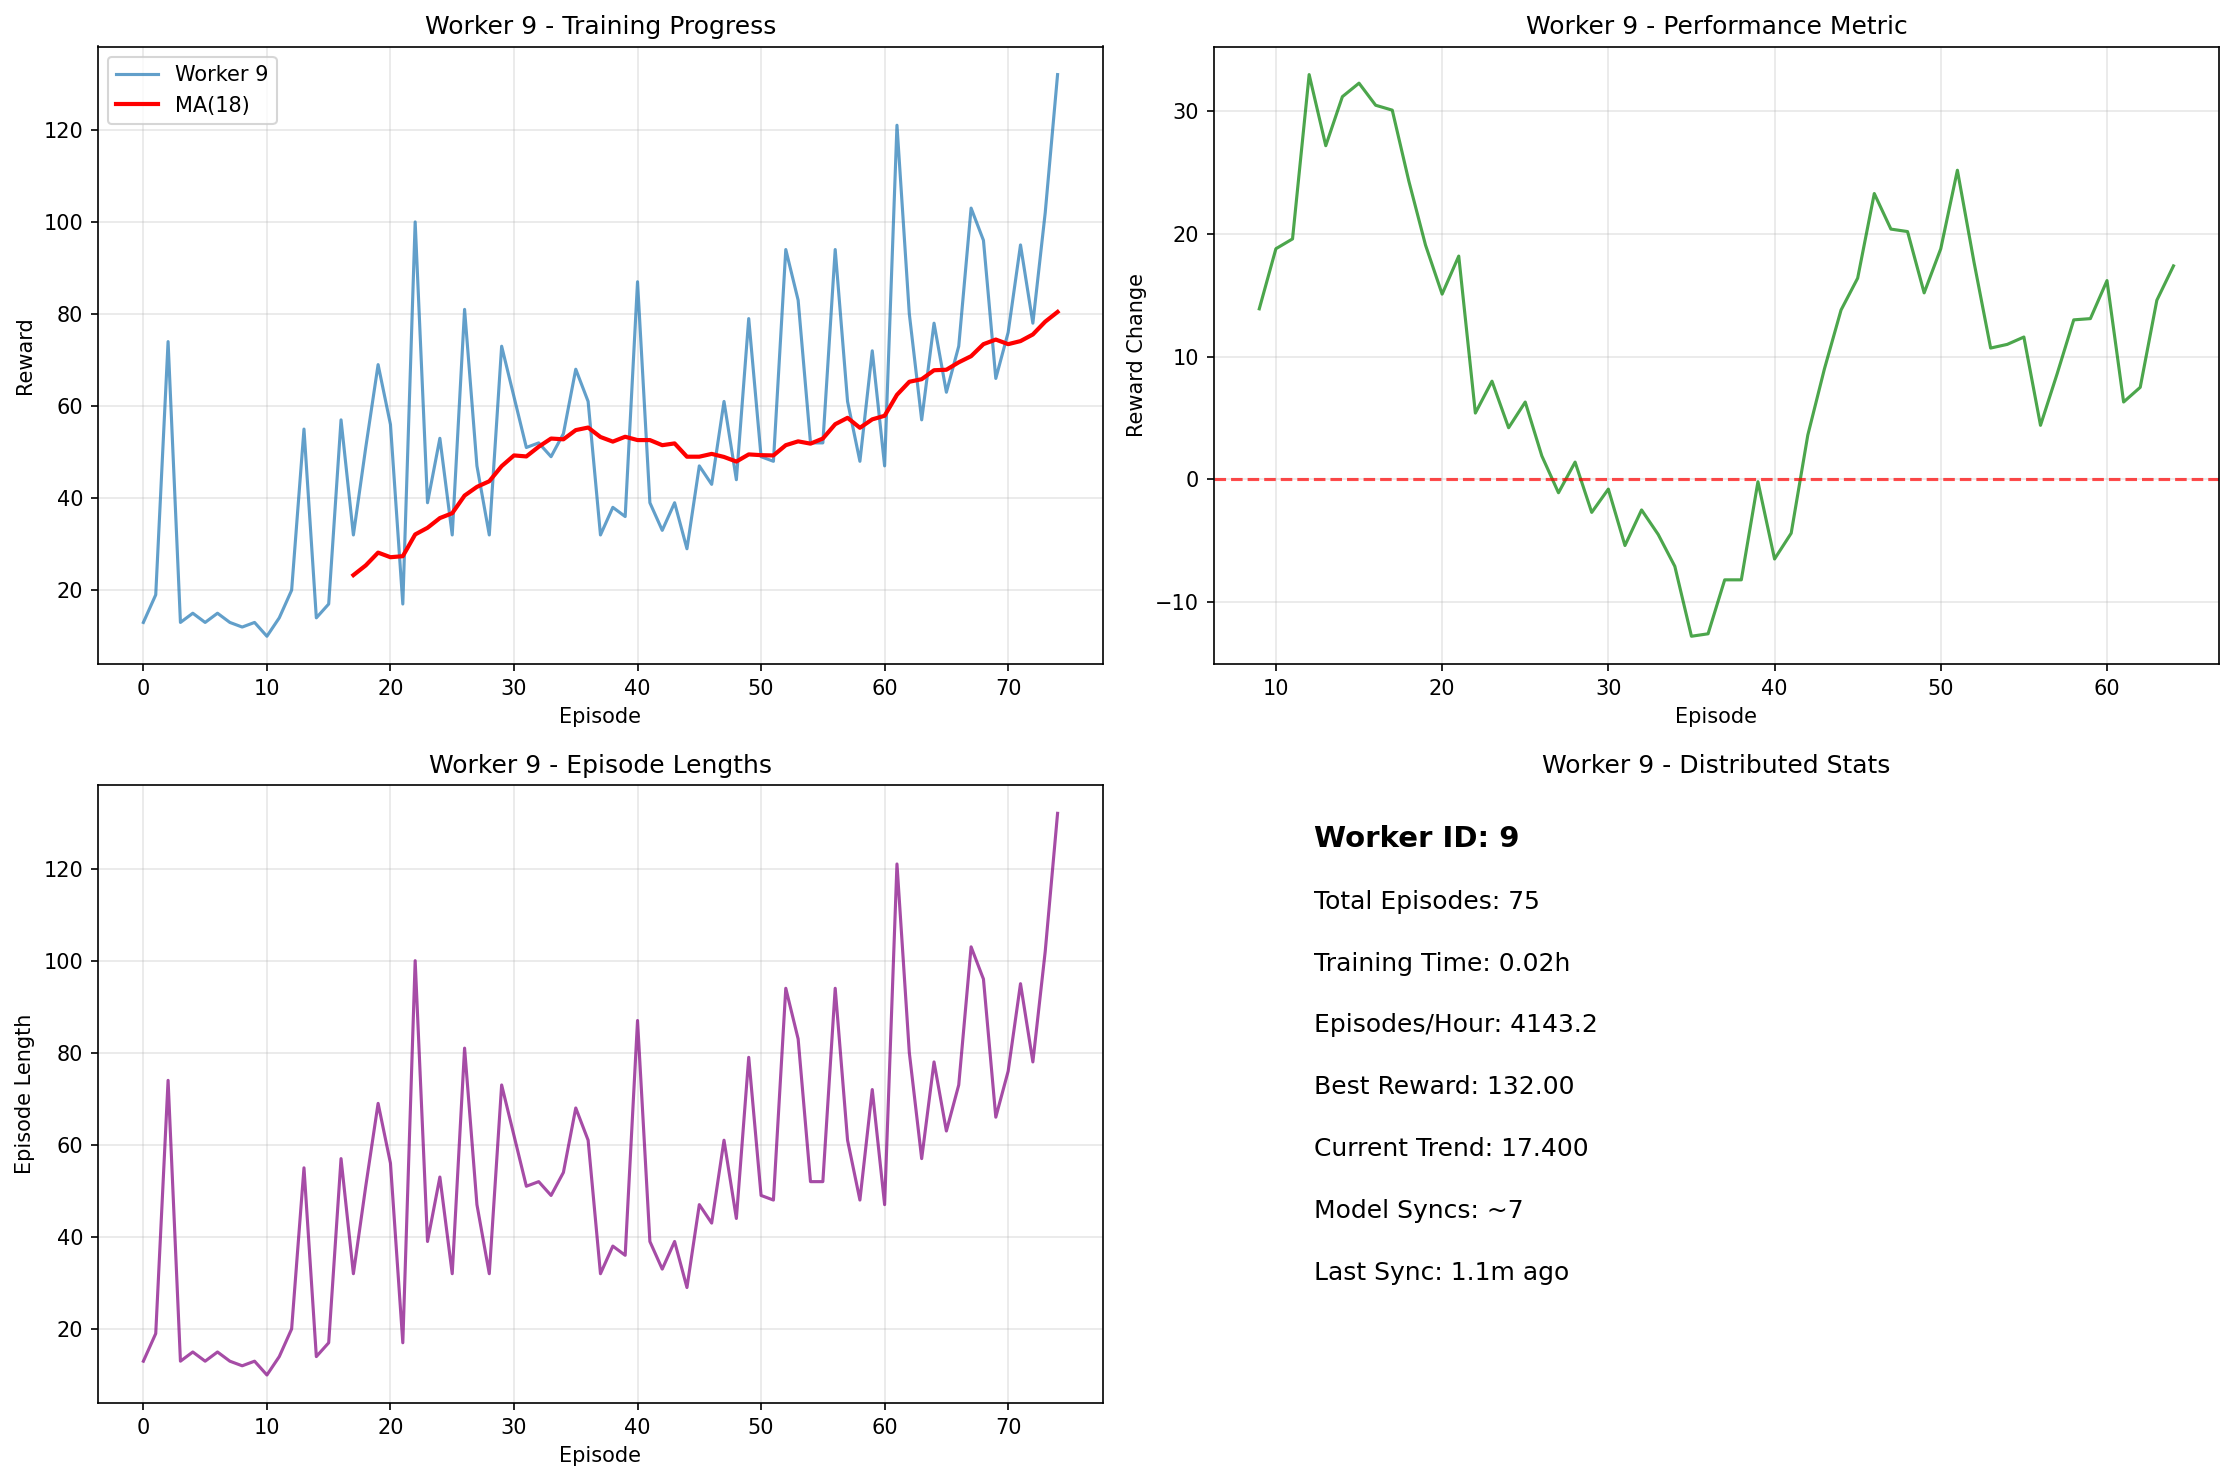 Worker 9 - Training Progress
Worker 9
MA(18)
120
100
80
60
40
20
Reward
0 10 20 30 40 50 60 70
Episode
Worker 9 - Performance Metric
30
20
10
0
−10
Reward Change
10 20 30 40 50 60
Episode
Worker 9 - Episode Lengths
120
100
80
60
40
20
Episode Length
0 10 20 30 40 50 60 70
Episode
Worker 9 - Distributed Stats
Worker ID: 9
Total Episodes: 75
Training Time: 0.02h
Episodes/Hour: 4143.2
Best Reward: 132.00
Current Trend: 17.400
Model Syncs: ~7
Last Sync: 1.1m ago